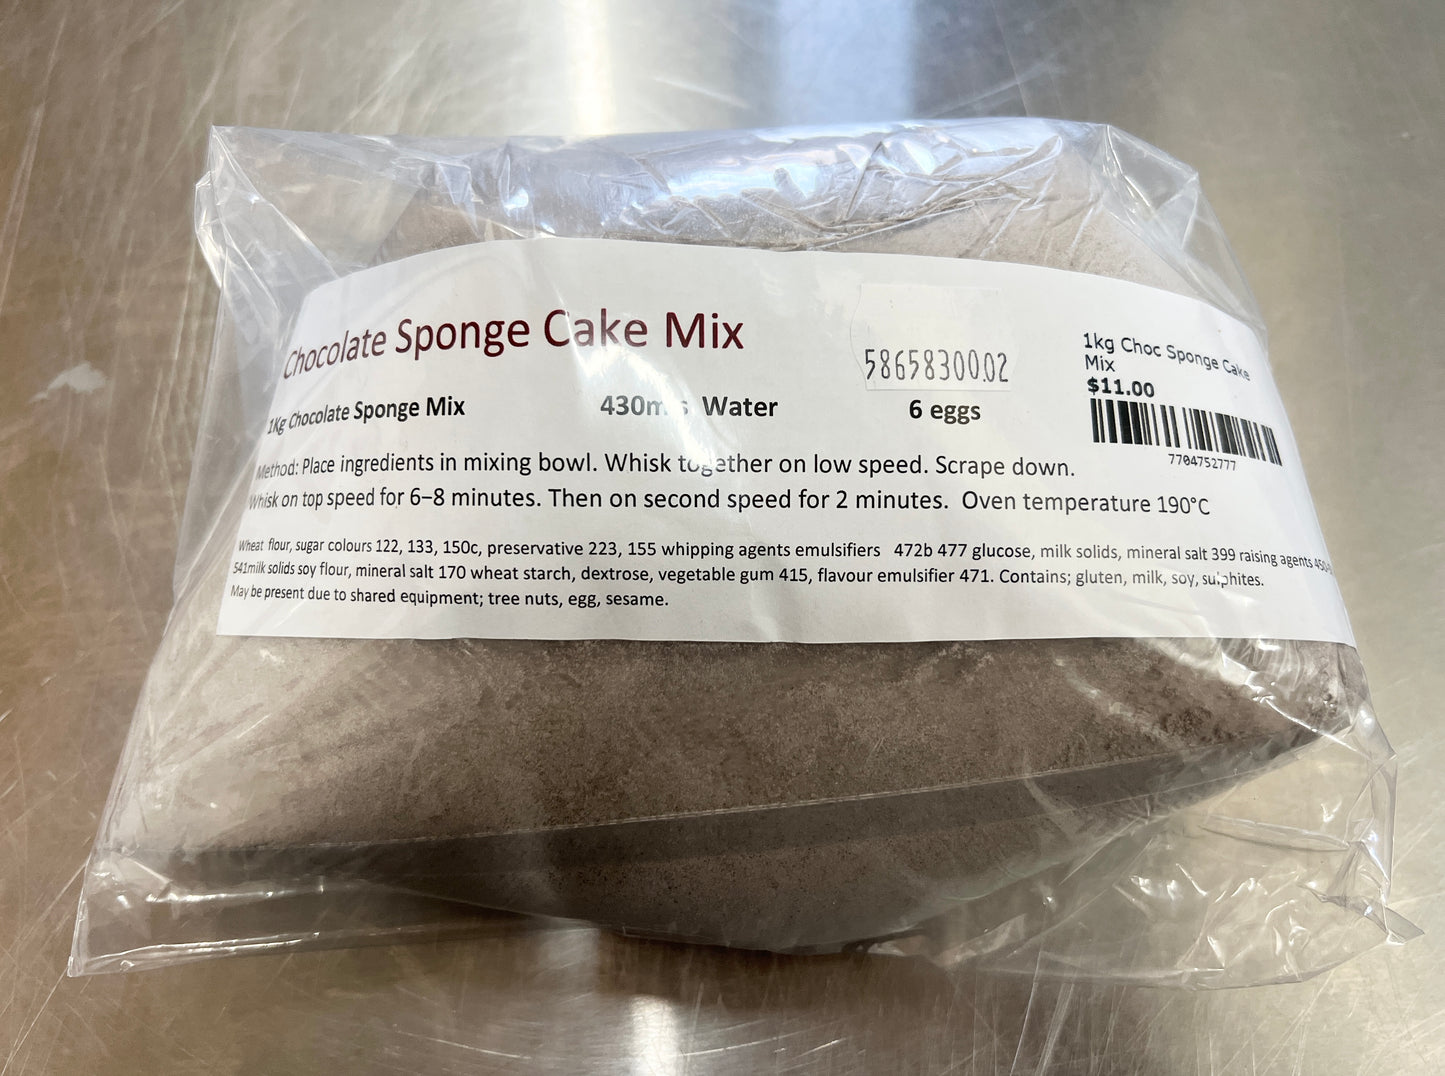 Chocolate Sponge Cake Mix
5865830002
1kg Choc Sponge Cake
Mix
$11.00
7704752777
1Kg Chocolate Sponge Mix 430mls Water 6 eggs
Method: Place ingredients in mixing bowl. Whisk together on low speed. Scrape down.
Whisk on top speed for 6–8 minutes. Then on second speed for 2 minutes. Oven temperature 190°C
Wheat flour, sugar colours 122, 133, 150c, preservative 223, 155 whipping agents emulsifiers 472b 477 glucose, milk solids, mineral salt 399 raising agents
541milk solids soy flour, mineral salt 170 wheat starch, dextrose, vegetable gum 415, flavour emulsifier 471. Contains; gluten, milk, soy, sulphites.
May be present due to shared equipment; tree nuts, egg, sesame.